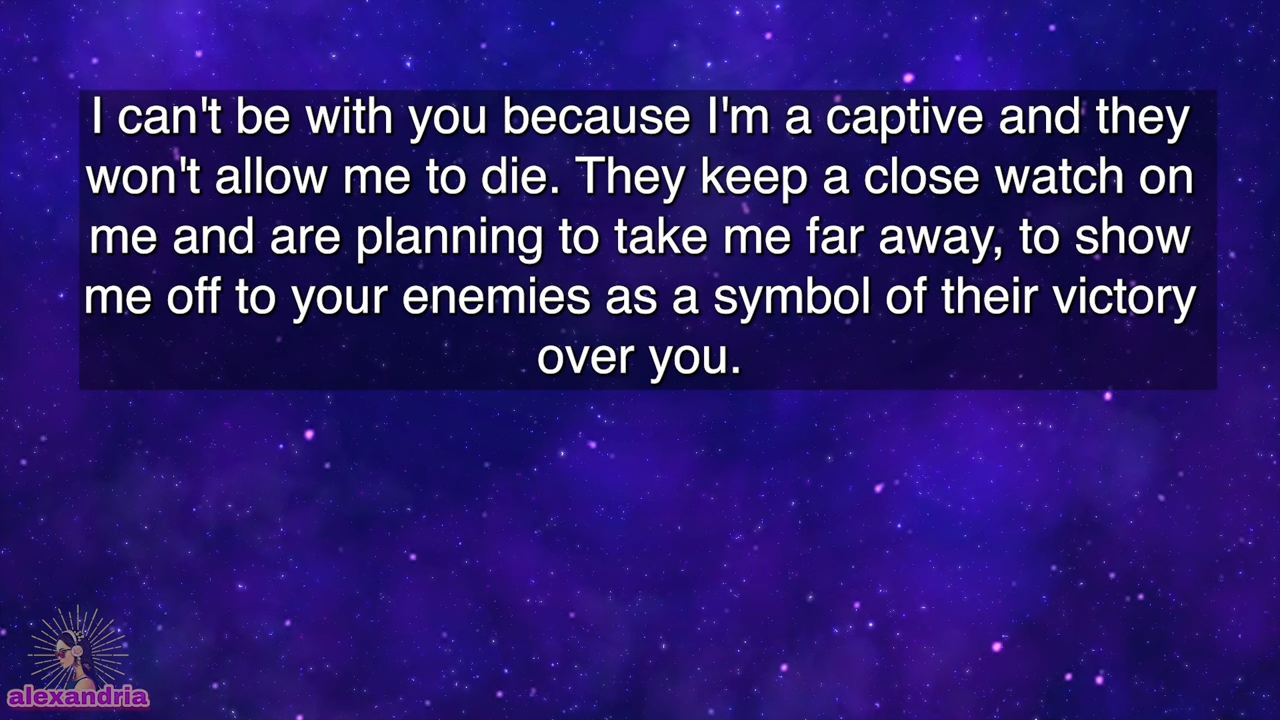 I can't be with you because I'm a captive and they
won't allow me to die. They keep a close watch on
me and are planning to take me far away, to show
me off to your enemies as a symbol of their victory
over you.
alexandria